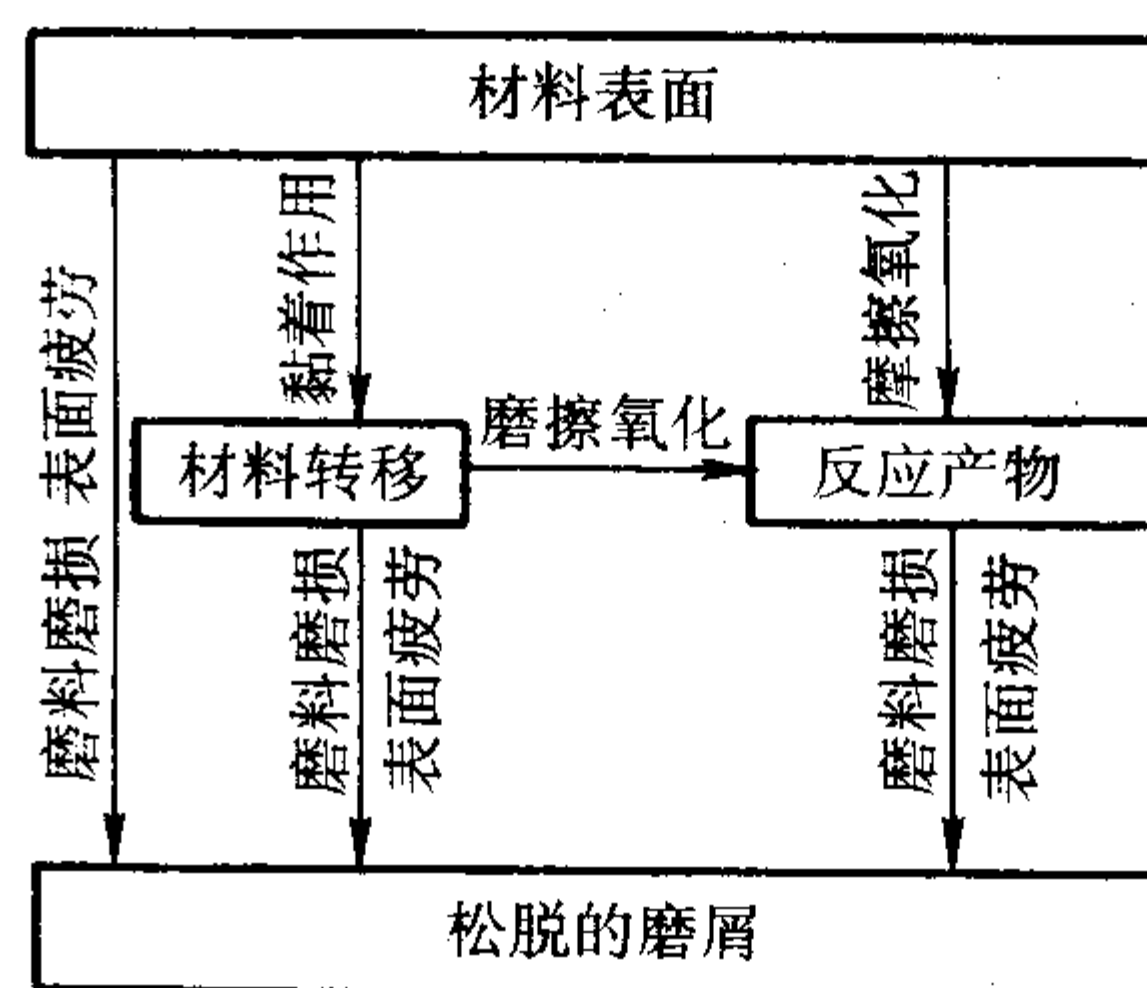 材料表面
磨料磨损 表面疲劳
黏着作用
摩擦氧化
材料转移
磨擦氧化
反应产物
磨料磨损
表面疲劳
磨料磨损
表面疲劳
松脱的磨屑